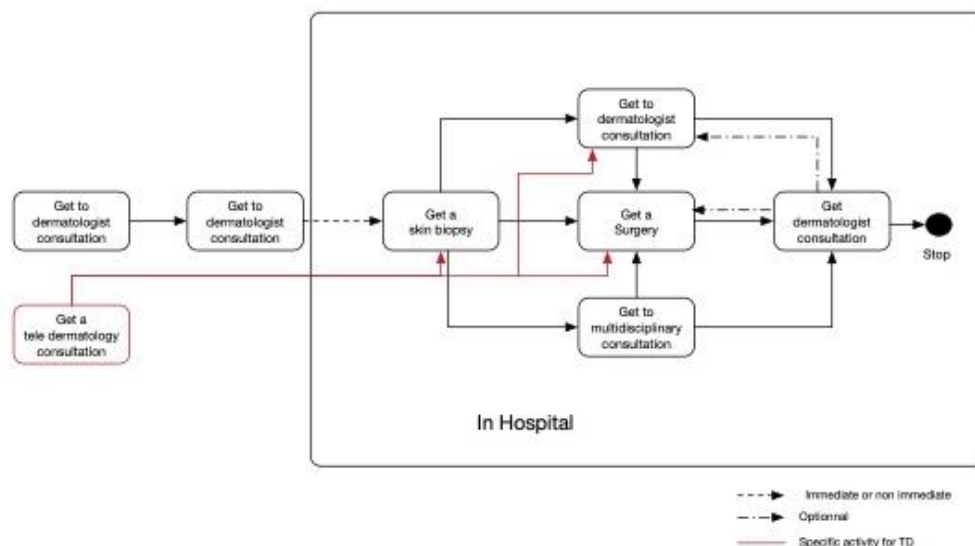 Get to
dermatologist
consultation
Get to
dermatologist
consultation
Get to
dermatologist
consultation
Get a
skin biopsy
Get a
Surgery
Get
dermatologist
consultation
Stop
Get a
tele dermatology
consultation
Get to
multidisciplinary
consultation
In Hospital
Immediate or non immediate
Optionnal
Specific activity for TD